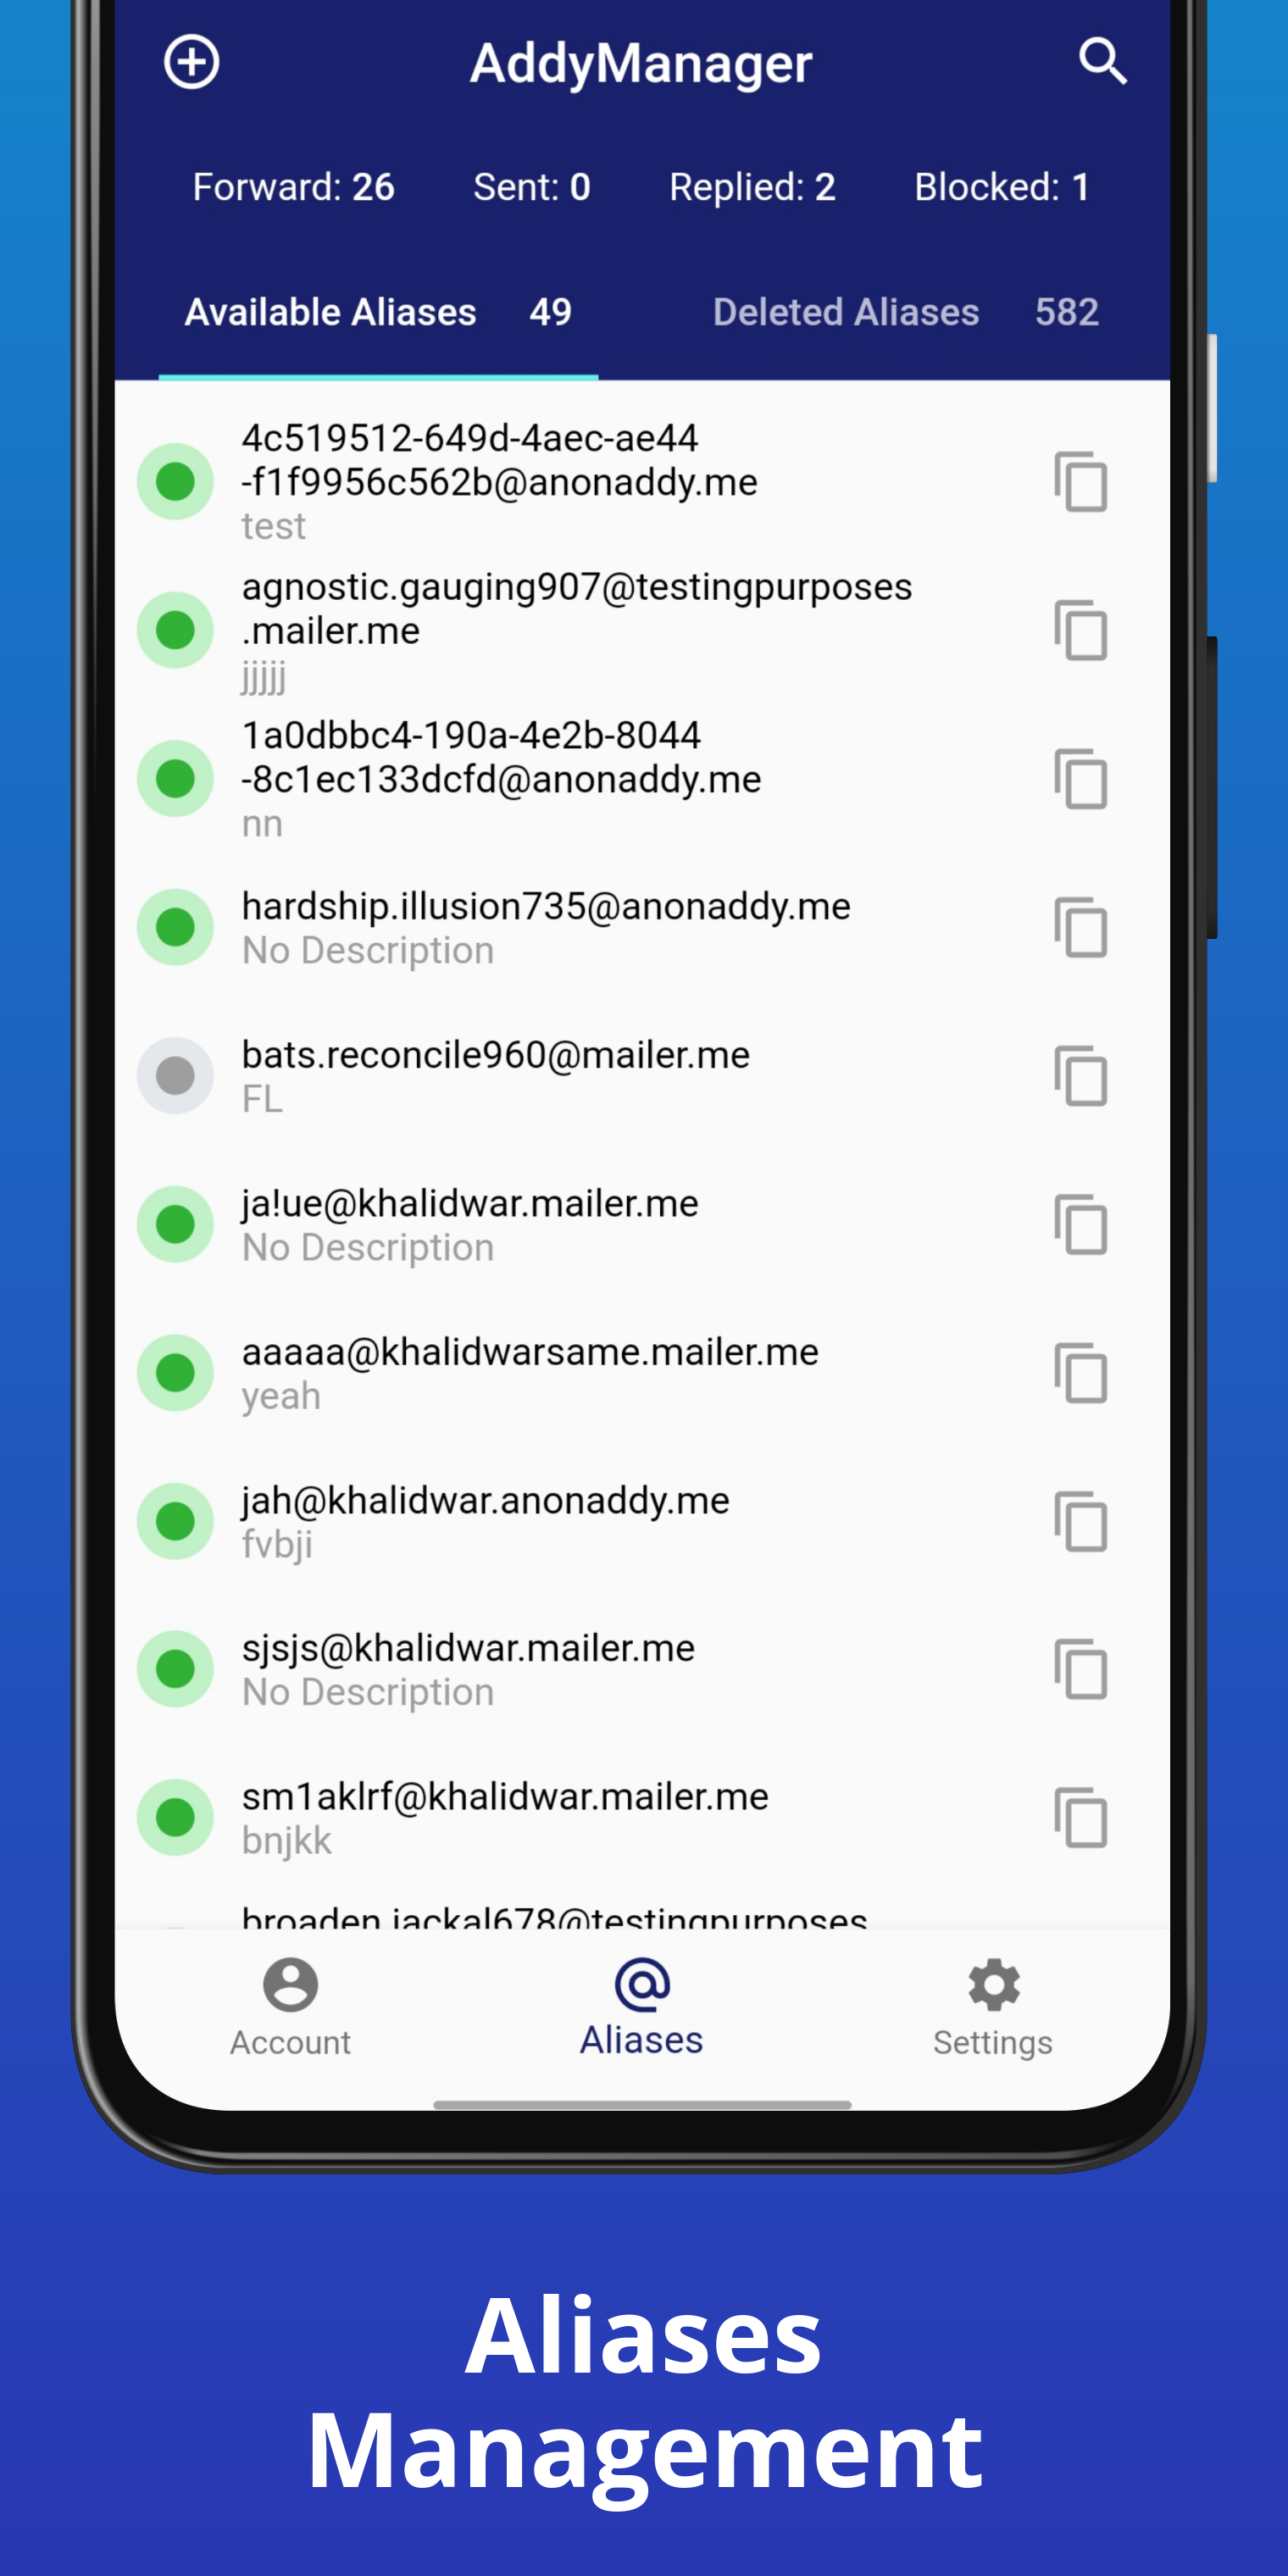 AddyManager
Forward: 26 Sent: 0 Replied: 2 Blocked: 1
Available Aliases 49 Deleted Aliases 582
4c519512-649d-4aec-ae44
-f1f9956c562b@anonaddy.me
test
agnostic.gauging907@testingpurposes
.mailer.me
jjjjj
1a0dbbc4-190a-4e2b-8044
-8c1ec133dcfd@anonaddy.me
nn
hardship.illusion735@anonaddy.me
No Description
bats.reconcile960@mailer.me
FL
ja!ue@khalidwar.mailer.me
No Description
aaaaa@khalidwarsame.mailer.me
yeah
jah@khalidwar.anonaddy.me
fvbji
sjsjs@khalidwar.mailer.me
No Description
sm1aklrf@khalidwar.mailer.me
bnjkk
broaden.jackal678@testingpurposes
Account Aliases Settings
Aliases
Management